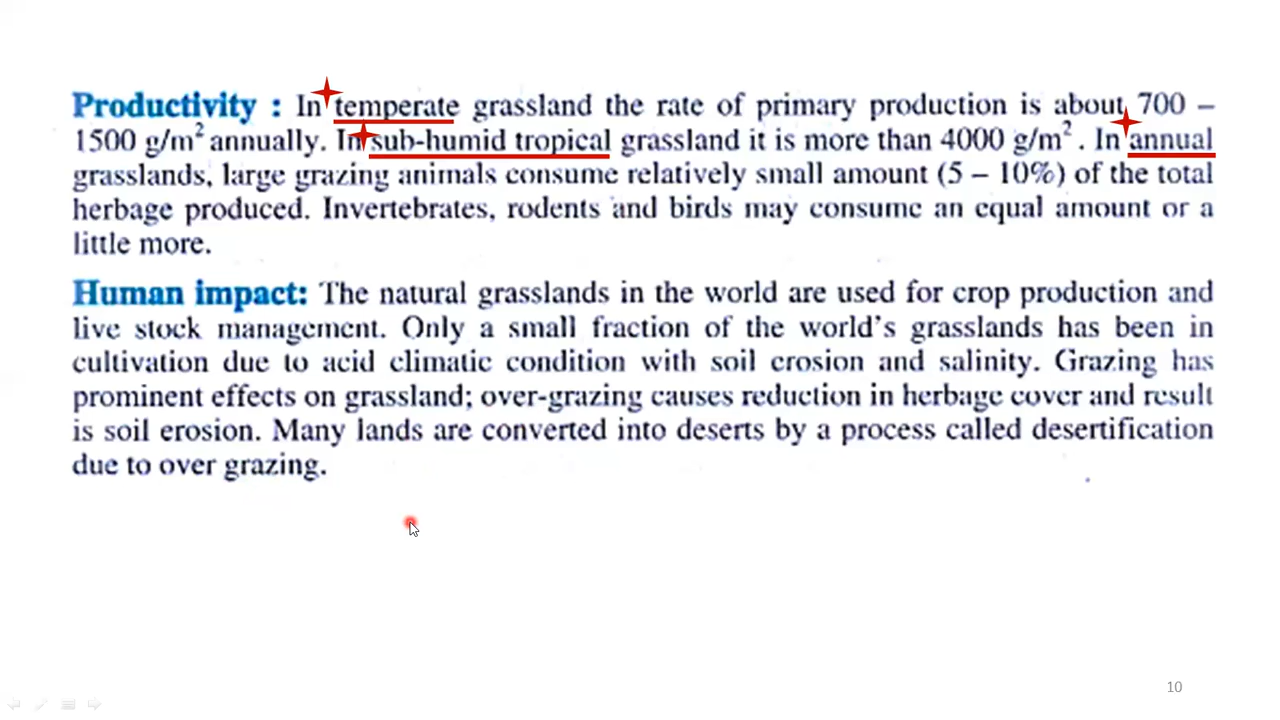 Productivity : In temperate grassland the rate of primary production is about 700 –
1500 g/m² annually. In sub-humid tropical grassland it is more than 4000 g/m² . In annual
grasslands, large grazing animals consume relatively small amount (5 – 10%) of the total
herbage produced. Invertebrates, rodents and birds may consume an equal amount or a
little more.
Human impact: The natural grasslands in the world are used for crop production and
live stock management. Only a small fraction of the world's grasslands has been in
cultivation due to acid climatic condition with soil erosion and salinity. Grazing has
prominent effects on grassland; over-grazing causes reduction in herbage cover and result
is soil erosion. Many lands are converted into deserts by a process called desertification
due to over grazing.
10